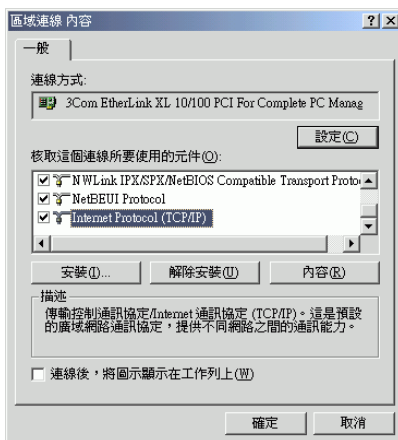 區域連線 內容
一般
連線方式:
3Com EtherLink XL 10/100 PCI For Complete PC Manag
設定(C)
核取這個連線所要使用的元件(O):
NWLink IPX/SPX/NetBIOS Compatible Transport Proto
NetBEUI Protocol
Internet Protocol (TCP/IP)
安裝(I)... 解除安裝(U) 內容(R)
描述
傳輸控制通訊協定/Internet 通訊協定 (TCP/IP)。這是預設
的廣域網路通訊協定，提供不同網路之間的通訊能力。
連線後，將圖示顯示在工作列上(W)
確定 取消